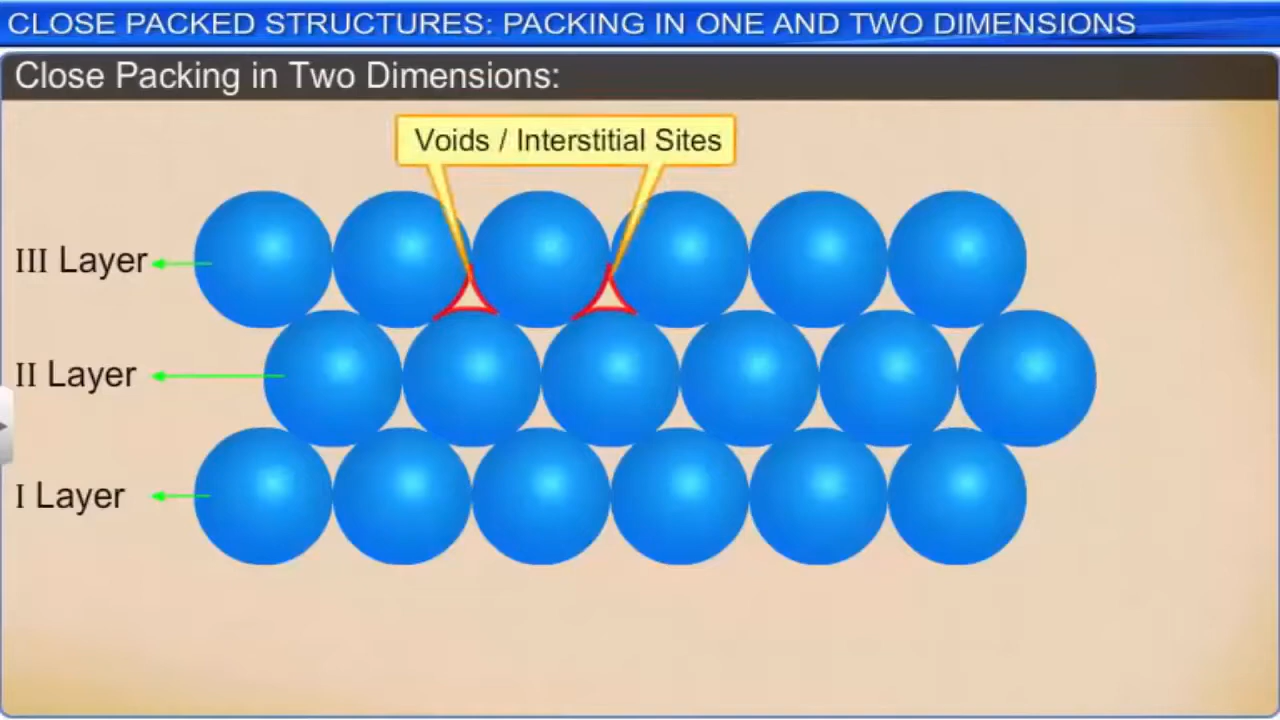 CLOSE PACKED STRUCTURES: PACKING IN ONE AND TWO DIMENSIONS
Close Packing in Two Dimensions:
Voids / Interstitial Sites
III Layer
II Layer
I Layer